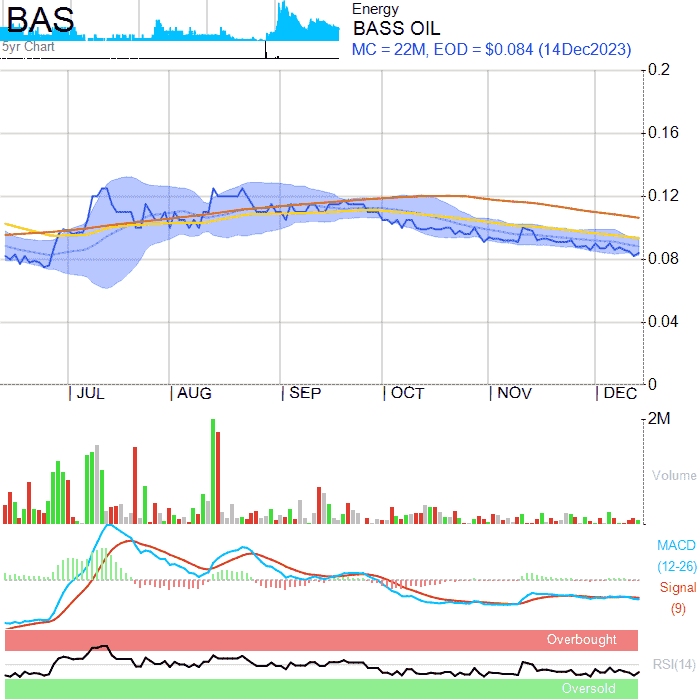 BAS
5yr Chart
Energy
BASS OIL
MC = 22M, EOD = $0.084 (14Dec2023)
0.2
0.16
0.12
0.08
0.04
0
JUL
AUG
SEP
OCT
NOV
DEC
2M
Volume
MACD
(12-26)
Signal
(9)
Overbought
RSI(14)
Oversold